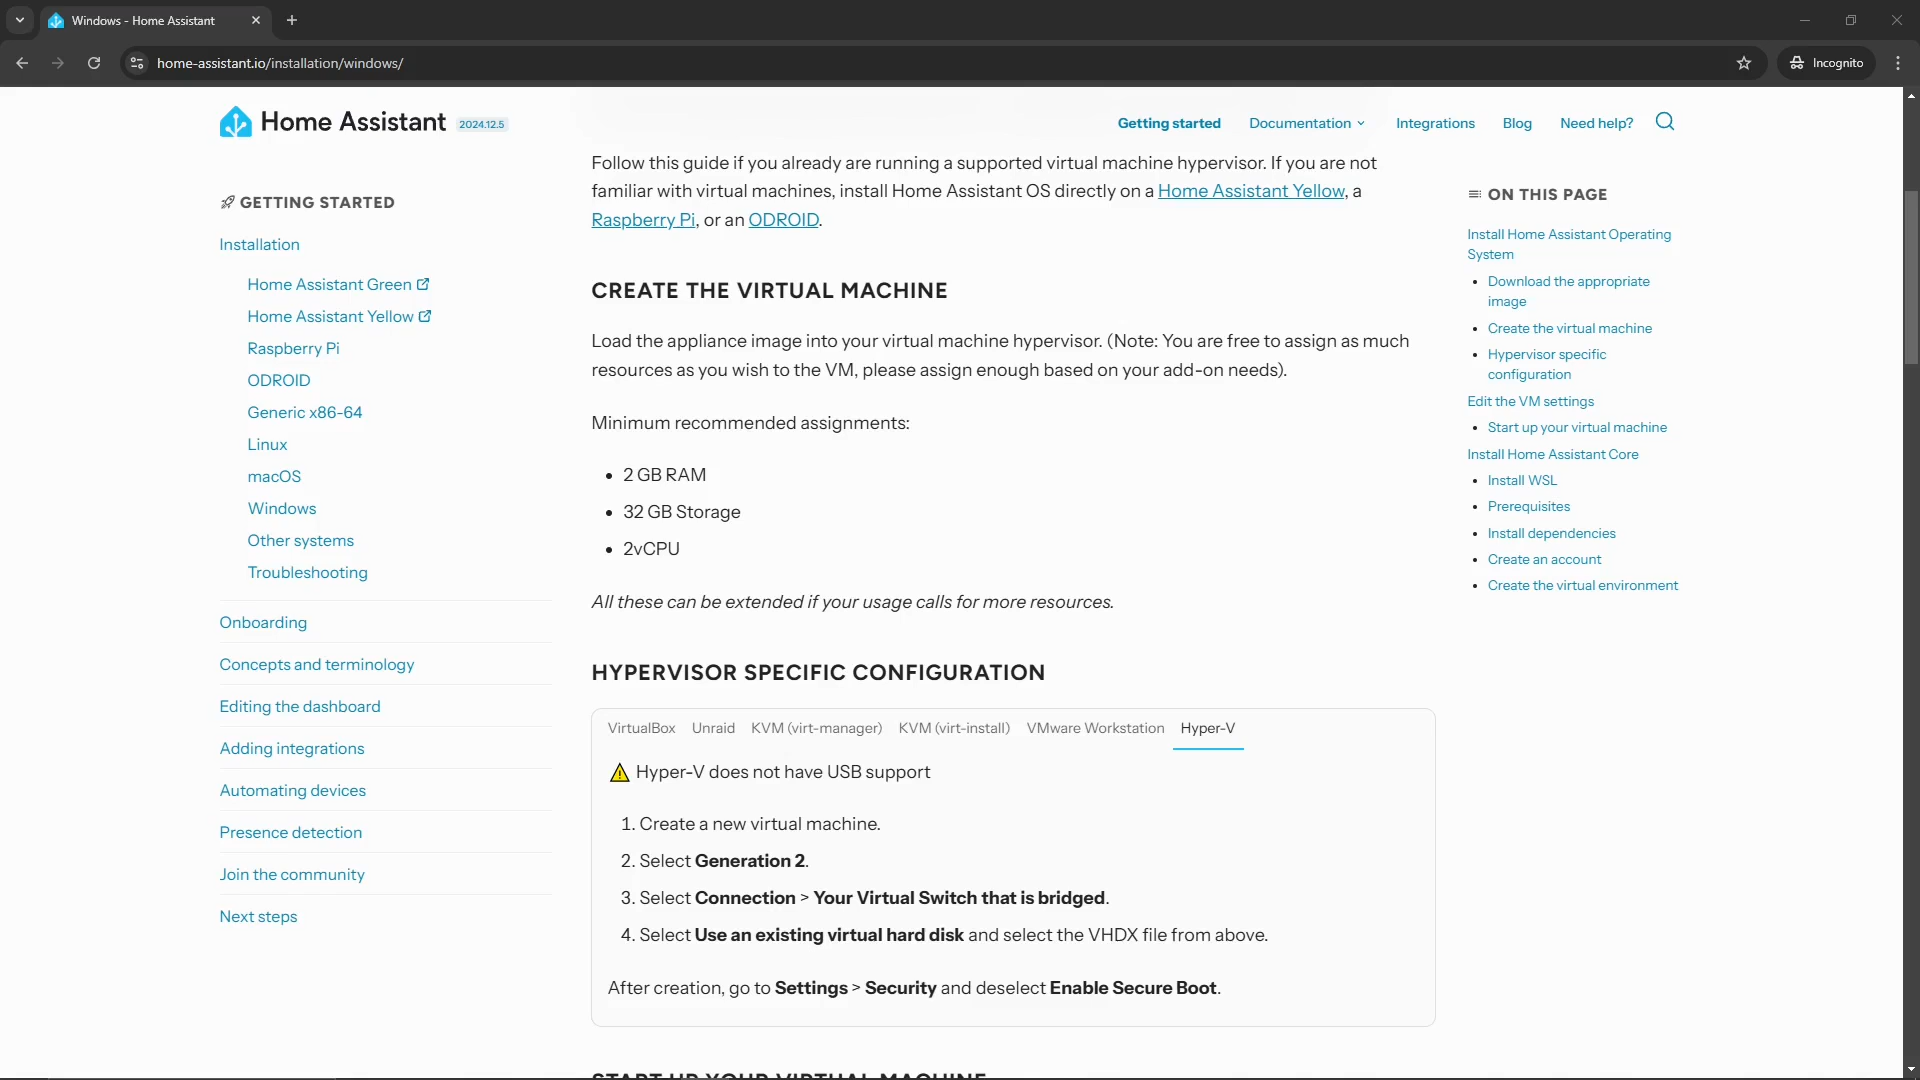 Windows - Home Assistant
home-assistant.io/installation/windows/
Incognito
Home Assistant 2024.12.5
Getting started
Documentation
Integrations
Blog
Need help?
GETTING STARTED
Installation
Home Assistant Green
Home Assistant Yellow
Raspberry Pi
ODROID
Generic x86-64
Linux
macOS
Windows
Other systems
Troubleshooting
Onboarding
Concepts and terminology
Editing the dashboard
Adding integrations
Automating devices
Presence detection
Join the community
Next steps
Follow this guide if you already are running a supported virtual machine hypervisor. If you are not
familiar with virtual machines, install Home Assistant OS directly on a Home Assistant Yellow, a
Raspberry Pi, or an ODROID.
CREATE THE VIRTUAL MACHINE
Load the appliance image into your virtual machine hypervisor. (Note: You are free to assign as much
resources as you wish to the VM, please assign enough based on your add-on needs).
Minimum recommended assignments:
• 2 GB RAM
• 32 GB Storage
• 2vCPU
All these can be extended if your usage calls for more resources.
HYPERVISOR SPECIFIC CONFIGURATION
VirtualBox Unraid KVM (virt-manager) KVM (virt-install) VMware Workstation Hyper-V
Hyper-V does not have USB support
1. Create a new virtual machine.
2. Select Generation 2.
3. Select Connection > Your Virtual Switch that is bridged.
4. Select Use an existing virtual hard disk and select the VHDX file from above.
After creation, go to Settings > Security and deselect Enable Secure Boot.
START UP YOUR VIRTUAL MACHINE
ON THIS PAGE
Install Home Assistant Operating
System
• Download the appropriate
image
• Create the virtual machine
• Hypervisor specific
configuration
Edit the VM settings
• Start up your virtual machine
Install Home Assistant Core
• Install WSL
• Prerequisites
• Install dependencies
• Create an account
• Create the virtual environment